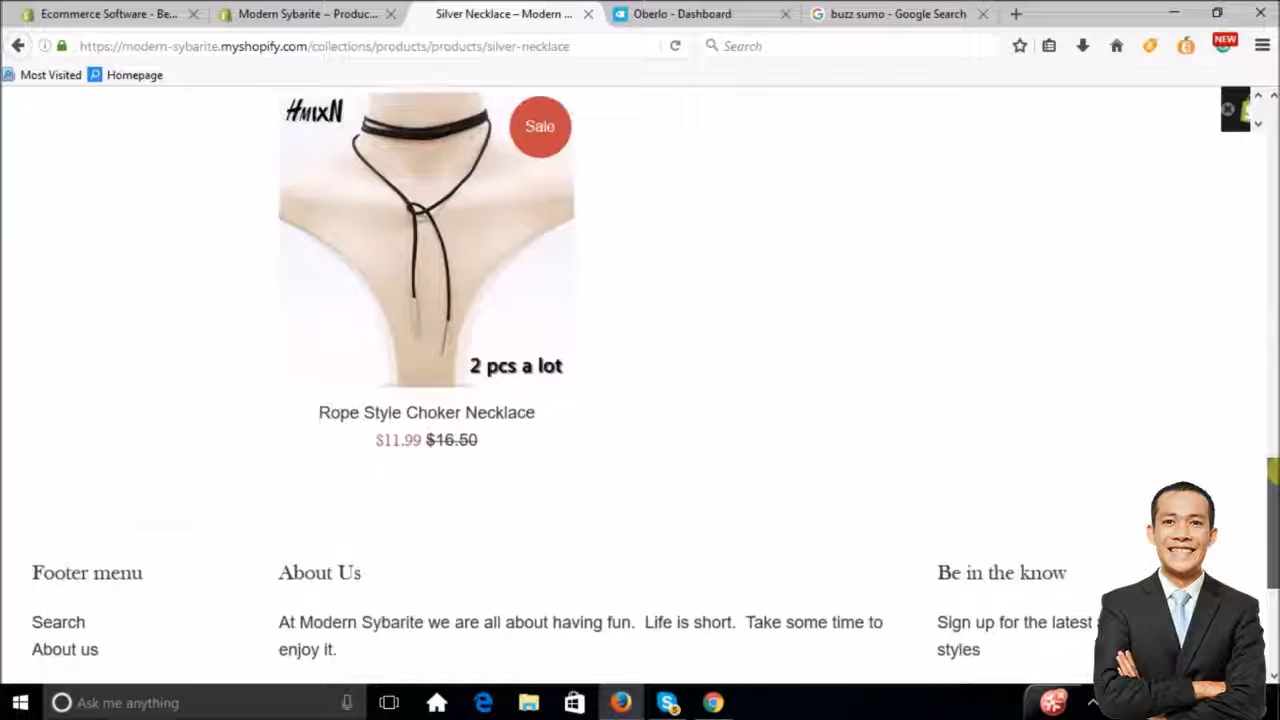 Ecommerce Software - Be...
Modern Sybarite ~ Produc...
Silver Necklace – Modern ...
Oberlo - Dashboard
buzz sumo - Google Search
https://modern-sybarite.myshopify.com/collections/products/products/silver-necklace
Search
NEW
Most Visited
Homepage
HMIXN
Sale
2 pcs a lot
Rope Style Choker Necklace
$11.99 $16.50
Footer menu
About Us
Be in the know
Search
At Modern Sybarite we are all about having fun. Life is short. Take some time to
Sign up for the latest
About us
enjoy it.
styles
Ask me anything